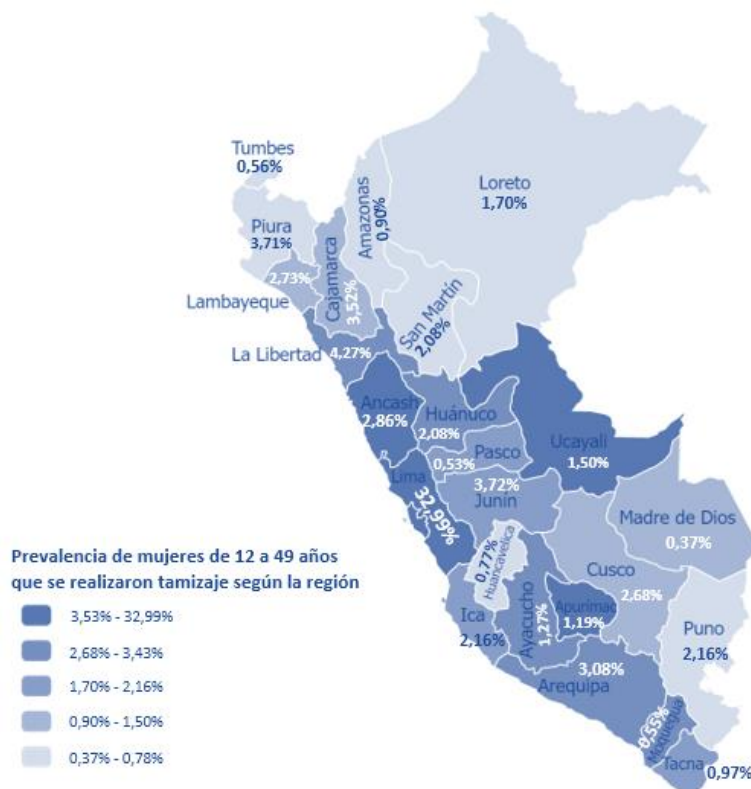 Tumbes
0,56%
Piura
3,71%
2,73%
Lambayeque
Cajamarca
3,52%
Amazonas
0,90%
Loreto
1,70%
San Martín
2,08%
La Libertad
4,27%
Ancash
2,86%
Huánuco
2,08%
Pasco
0,53%
Ucayali
1,50%
Lima
32,99%
3,72%
Junín
Madre de Dios
0,37%
0,77%
Huancavelica
Cusco
2,68%
Ica
2,16%
Ayacucho
1,27%
Apurímac
1,19%
Puno
2,16%
3,08%
Arequipa
0,55%
Moquegua
Tacna
0,97%
Prevalencia de mujeres de 12 a 49 años
que se realizaron tamizaje según la región
3,53% - 32,99%
2,68% - 3,43%
1,70% - 2,16%
0,90% - 1,50%
0,37% - 0,78%